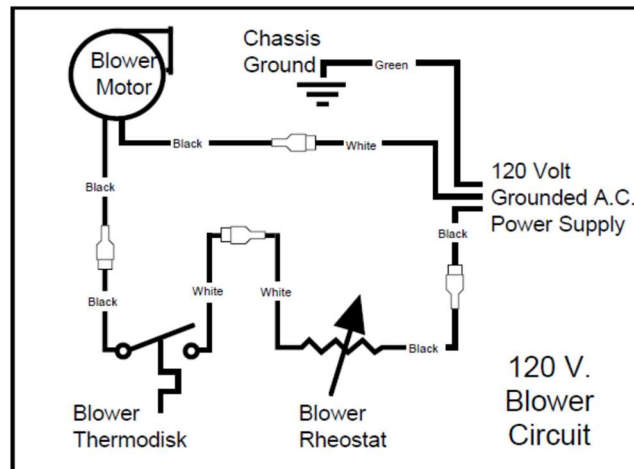 Blower
Motor
Chassis
Ground
Green
Black
White
120 Volt
Grounded A.C.
Power Supply
Black
Black
Black
White
White
Black
Blower
Thermodisk
Blower
Rheostat
120 V.
Blower
Circuit